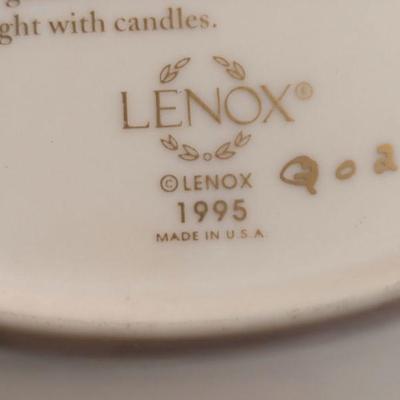 ght with candles.
LENOX®
© LENOX
1995
MADE IN U.S.A.